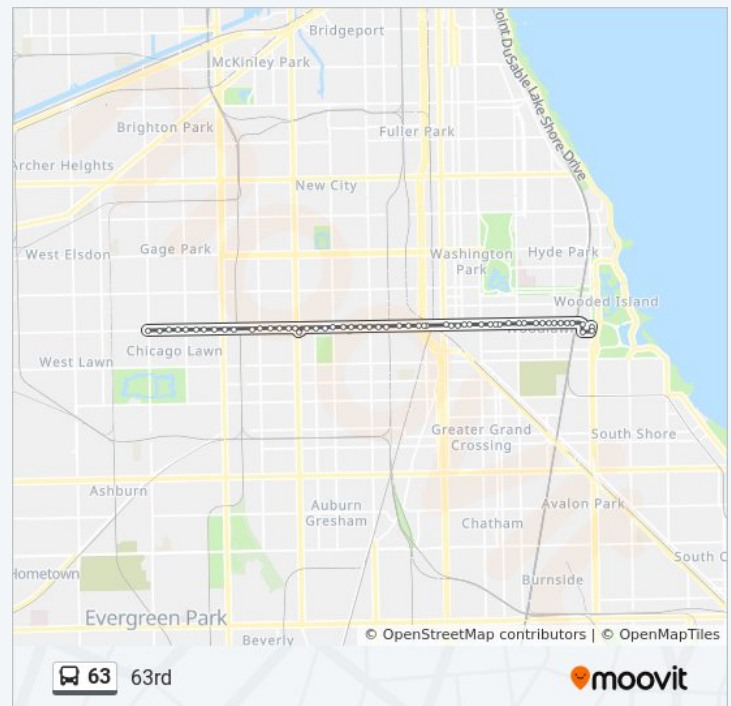 Bridgeport
McKinley Park
Point DuSable Lake Shore Drive
Brighton Park
Fuller Park
Archer Heights
New City
West Elsdon
Gage Park
Washington
Park
Hyde Park
Wooded Island
Woodlawn
West Lawn
Chicago Lawn
Greater Grand
Crossing
South Shore
Ashburn
Auburn
Gresham
Avalon Park
Chatham
South C
Hometown
Burnside
Evergreen Park
Beverly
© OpenStreetMap contributors | © OpenMapTiles
63 63rd
moovit